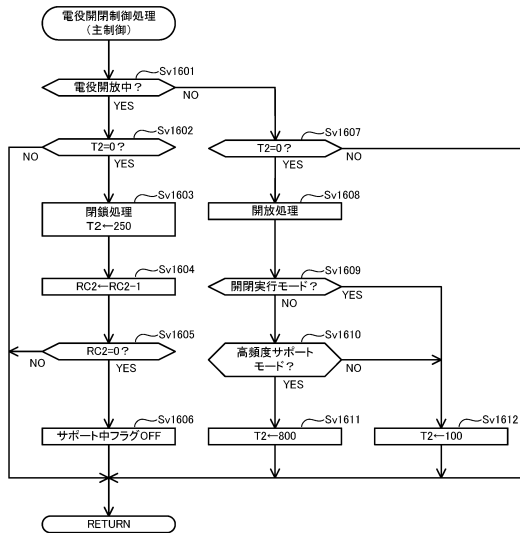 電役開閉制御処理
(主制御)
Sv1601
電役開放中？
NO
YES
Sv1602
T2=0？
NO
YES
Sv1603
閉鎖処理
T2←250
Sv1604
RC2←RC2-1
Sv1605
RC2=0？
NO
YES
Sv1606
サポート中フラグOFF
RETURN
Sv1607
T2=0？
NO
YES
Sv1608
開放処理
Sv1609
開閉実行モード？
YES
NO
Sv1610
高頻度サポート
モード？
NO
YES
Sv1611
T2←800
Sv1612
T2←100